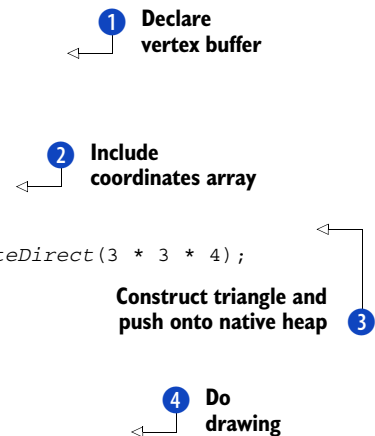 1 Declare
vertex buffer
2 Include
coordinates array
eDirect(3 * 3 * 4);
Construct triangle and
push onto native heap 3
4 Do
drawing